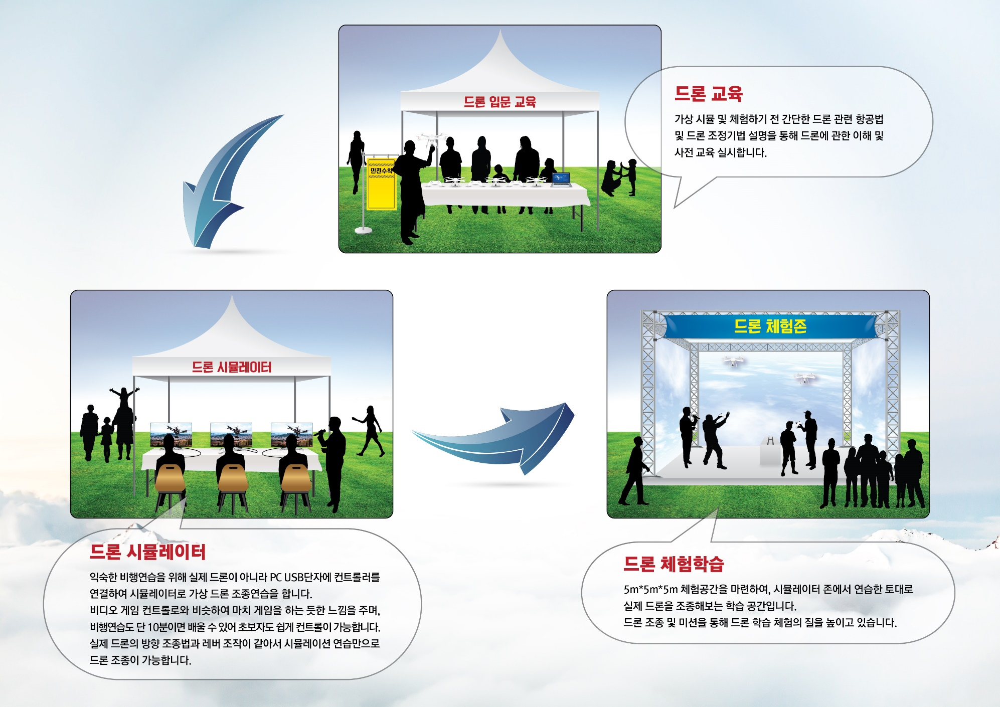 드론 입문 교육
안전수칙
드론 교육
가상 시뮬 및 체험하기 전 간단한 드론 관련 항공법
및 드론 조정기법 설명을 통해 드론에 관한 이해 및
사전 교육 실시합니다.
드론 시뮬레이터
드론 시뮬레이터
익숙한 비행연습을 위해 실제 드론이 아니라 PC USB단자에 컨트롤러를
연결하여 시뮬레이터로 가상 드론 조종연습을 합니다.
비디오 게임 컨트롤로와 비슷하여 마치 게임을 하는 듯한 느낌을 주며,
비행연습도 단 10분이면 배울 수 있어 초보자도 쉽게 컨트롤이 가능합니다.
실제 드론의 방향 조종법과 레버 조작이 같아서 시뮬레이션 연습만으로
드론 조종이 가능합니다.
드론 체험존
드론 체험학습
5m*5m*5m 체험공간을 마련하여, 시뮬레이터 존에서 연습한 토대로
실제 드론을 조종해보는 학습 공간입니다.
드론 조종 및 미션을 통해 드론 학습 체험의 질을 높이고 있습니다.